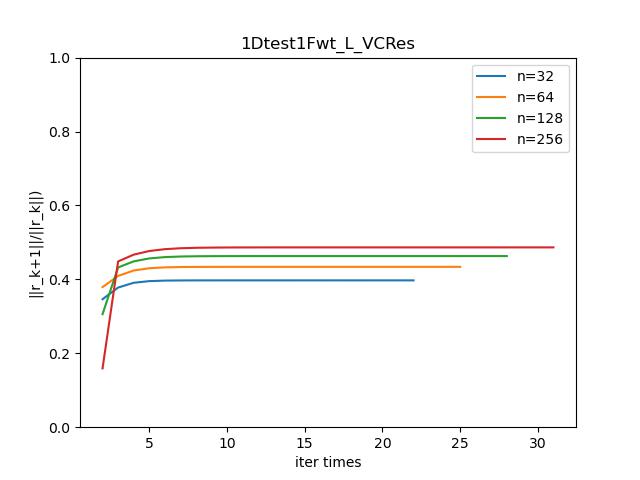 1Dtest1Fwt_L_VCRes
1.0
0.8
0.6
0.4
0.2
0.0
||r_k+1||/||r_k||)
n=32
n=64
n=128
n=256
5 10 15 20 25 30
iter times